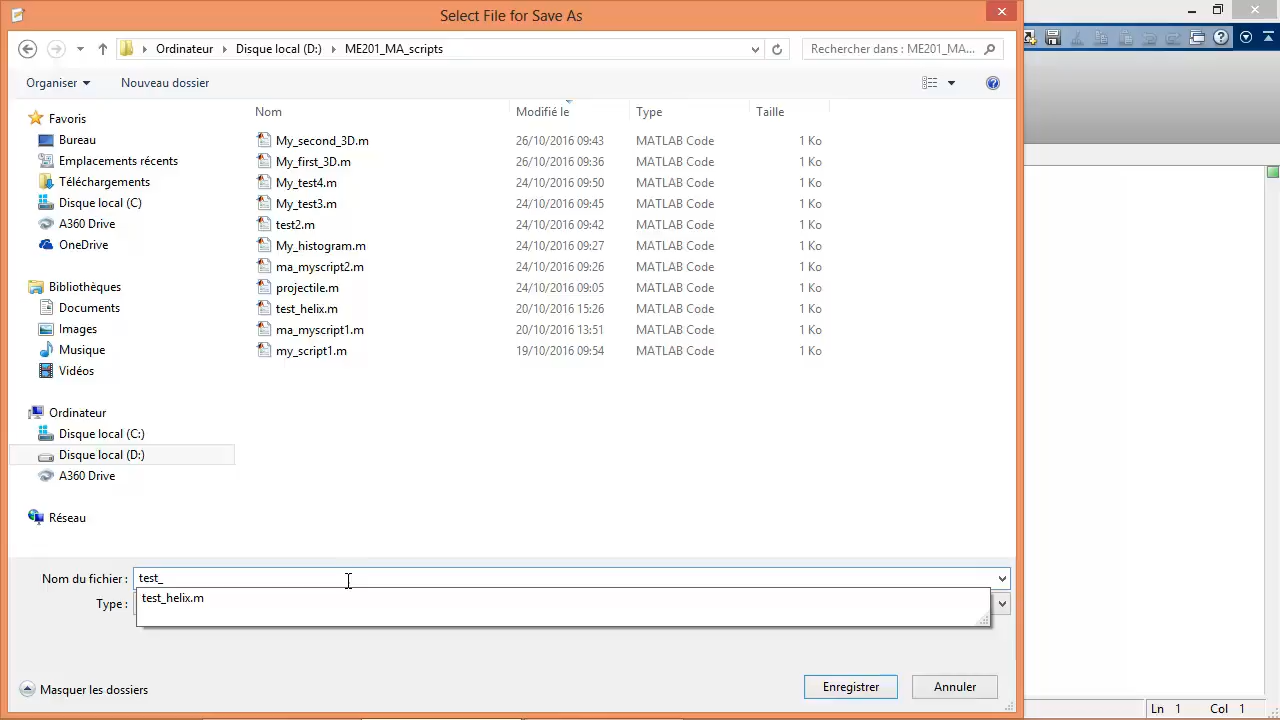 Select File for Save As
Ordinateur Disque local (D:) ME201_MA_scripts
Rechercher dans : ME201_MA...
Organiser Nouveau dossier
Nom Modifié le Type Taille
Favoris
Bureau
Emplacements récents
Téléchargements
Disque local (C)
A360 Drive
OneDrive
Bibliothèques
Documents
Images
Musique
Vidéos
Ordinateur
Disque local (C:)
Disque local (D:)
A360 Drive
Réseau
My_second_3D.m 26/10/2016 09:43 MATLAB Code 1 Ko
My_first_3D.m 26/10/2016 09:36 MATLAB Code 1 Ko
My_test4.m 24/10/2016 09:50 MATLAB Code 1 Ko
My_test3.m 24/10/2016 09:45 MATLAB Code 1 Ko
test2.m 24/10/2016 09:42 MATLAB Code 1 Ko
My_histogram.m 24/10/2016 09:27 MATLAB Code 1 Ko
ma_myscript2.m 24/10/2016 09:26 MATLAB Code 1 Ko
projectile.m 24/10/2016 09:05 MATLAB Code 1 Ko
test_helix.m 20/10/2016 15:26 MATLAB Code 1 Ko
ma_myscript1.m 20/10/2016 13:51 MATLAB Code 1 Ko
my_script1.m 19/10/2016 09:54 MATLAB Code 1 Ko
Nom du fichier : test_
test_helix.m
Type :
Masquer les dossiers
Enregistrer Annuler
Ln 1 Col 1